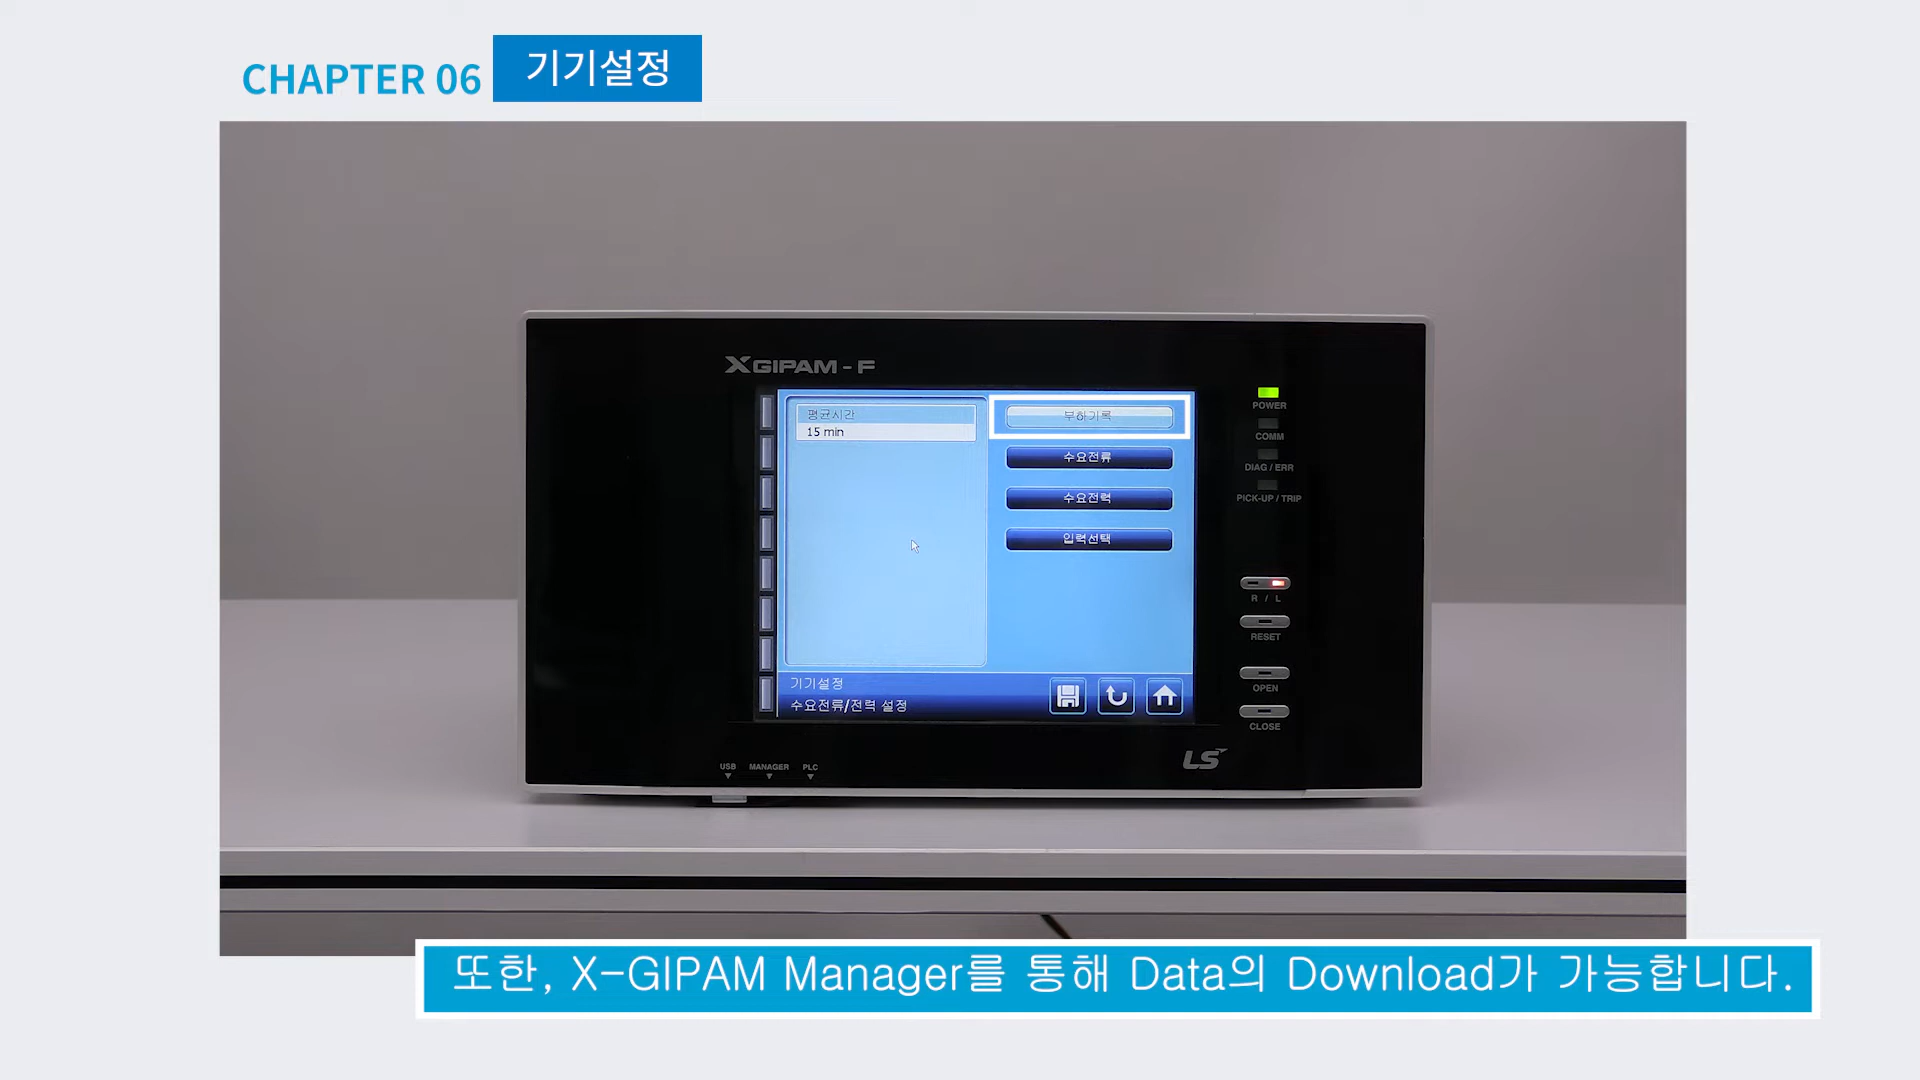 CHAPTER 06 기기설정
XGIPAM-F
평균시간
15 min
부하기록
수요전류
수요전력
입력선택
기기설정
수요전류/전력 설정
POWER
COMM
DIAG / ERR
PICK-UP / TRIP
R / L
RESET
OPEN
CLOSE
LS
USB MANAGER PLC
또한, X-GIPAM Manager를 통해 Data의 Download가 가능합니다.